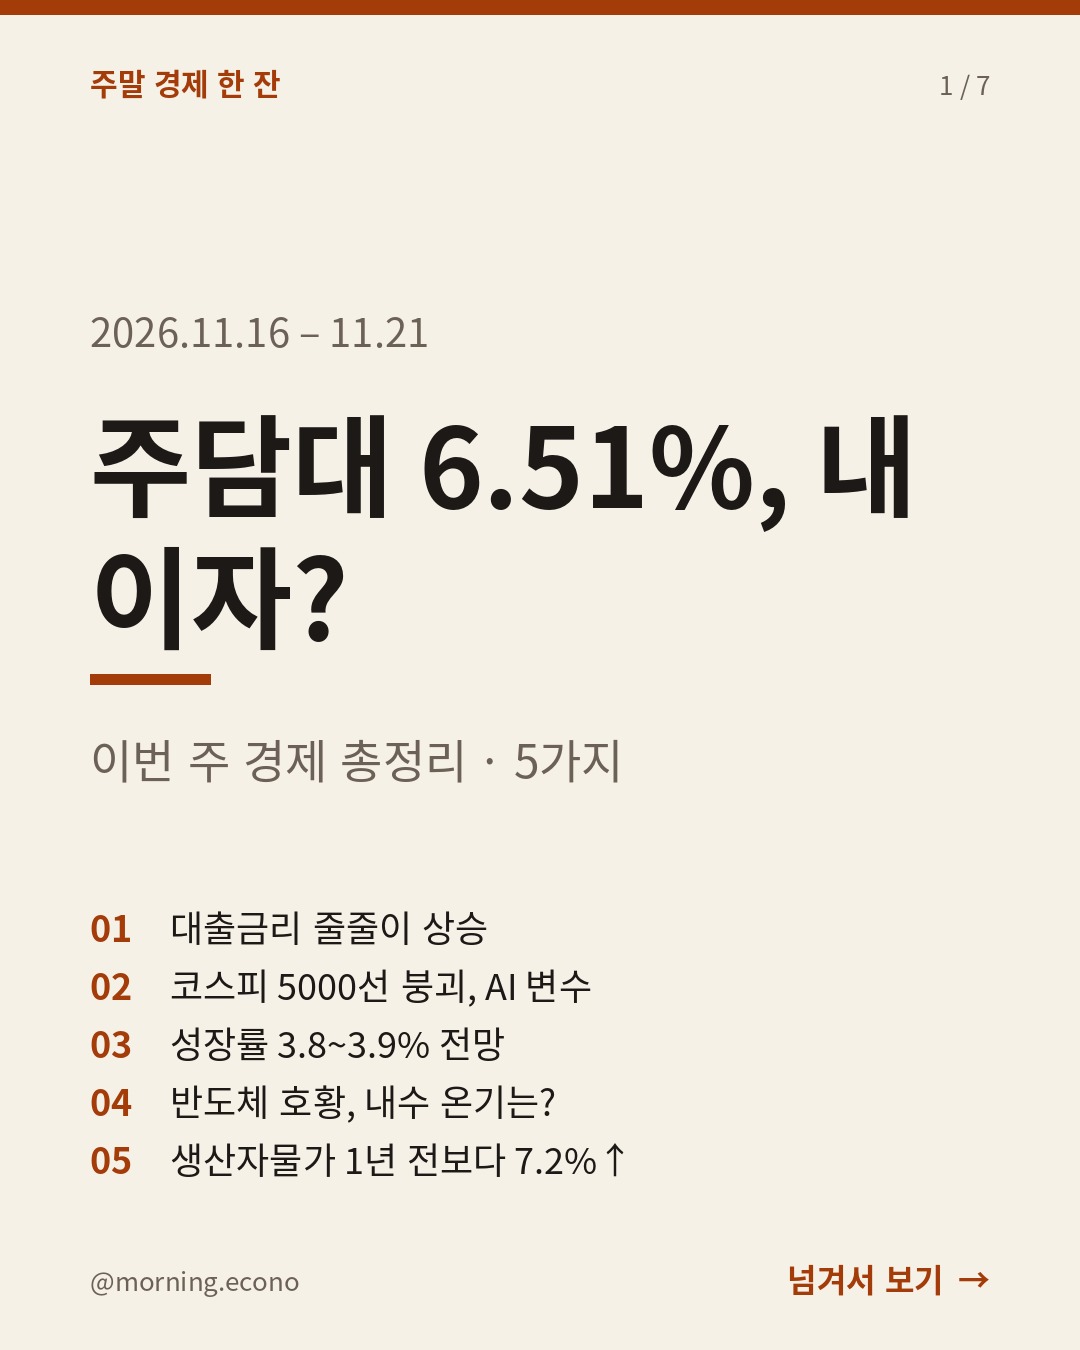 주말 경제 한 잔
1 / 7
2026.11.16 – 11.21
주담대 6.51%, 내
이자?
이번 주 경제 총정리 · 5가지
01 대출금리 줄줄이 상승
02 코스피 5000선 붕괴, AI 변수
03 성장률 3.8~3.9% 전망
04 반도체 호황, 내수 온기는?
05 생산자물가 1년 전보다 7.2%↑
@morning.econo
넘겨서 보기 →